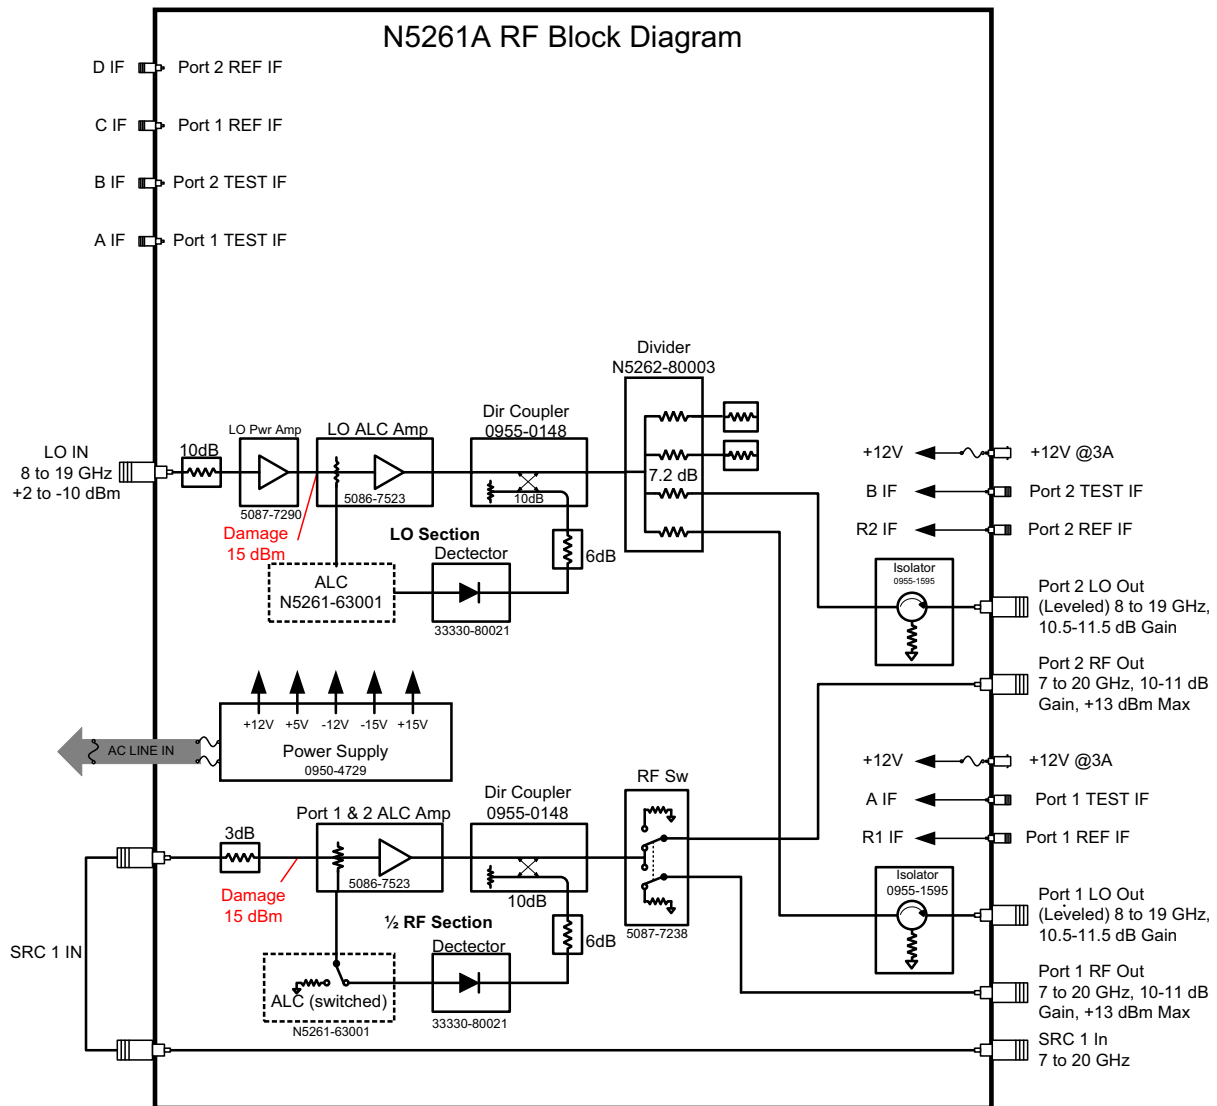 N5261A RF Block Diagram
D IF
Port 2 REF IF
C IF
Port 1 REF IF
B IF
Port 2 TEST IF
A IF
Port 1 TEST IF
LO IN
8 to 19 GHz
+2 to -10 dBm
10dB
LO Pwr Amp
5087-7290
Damage
15 dBm
LO ALC Amp
5086-7523
Dir Coupler
0955-0148
10dB
Divider
N5262-80003
7.2 dB
LO Section
Dectector
33330-80021
6dB
ALC
N5261-63001
+12V
+12V @3A
B IF
Port 2 TEST IF
R2 IF
Port 2 REF IF
Isolator
0955-1595
Port 2 LO Out
(Leveled) 8 to 19 GHz,
10.5-11.5 dB Gain
Port 2 RF Out
7 to 20 GHz, 10-11 dB
Gain, +13 dBm Max
+12V
+5V
-12V
-15V
+15V
Power Supply
0950-4729
AC LINE IN
+12V
+12V @3A
A IF
Port 1 TEST IF
R1 IF
Port 1 REF IF
SRC 1 IN
3dB
Damage
15 dBm
Port 1 & 2 ALC Amp
5086-7523
Dir Coupler
0955-0148
10dB
RF Sw
5087-7238
½ RF Section
Dectector
33330-80021
6dB
ALC (switched)
N5261-63001
Isolator
0955-1595
Port 1 LO Out
(Leveled) 8 to 19 GHz,
10.5-11.5 dB Gain
Port 1 RF Out
7 to 20 GHz, 10-11 dB
Gain, +13 dBm Max
SRC 1 In
7 to 20 GHz